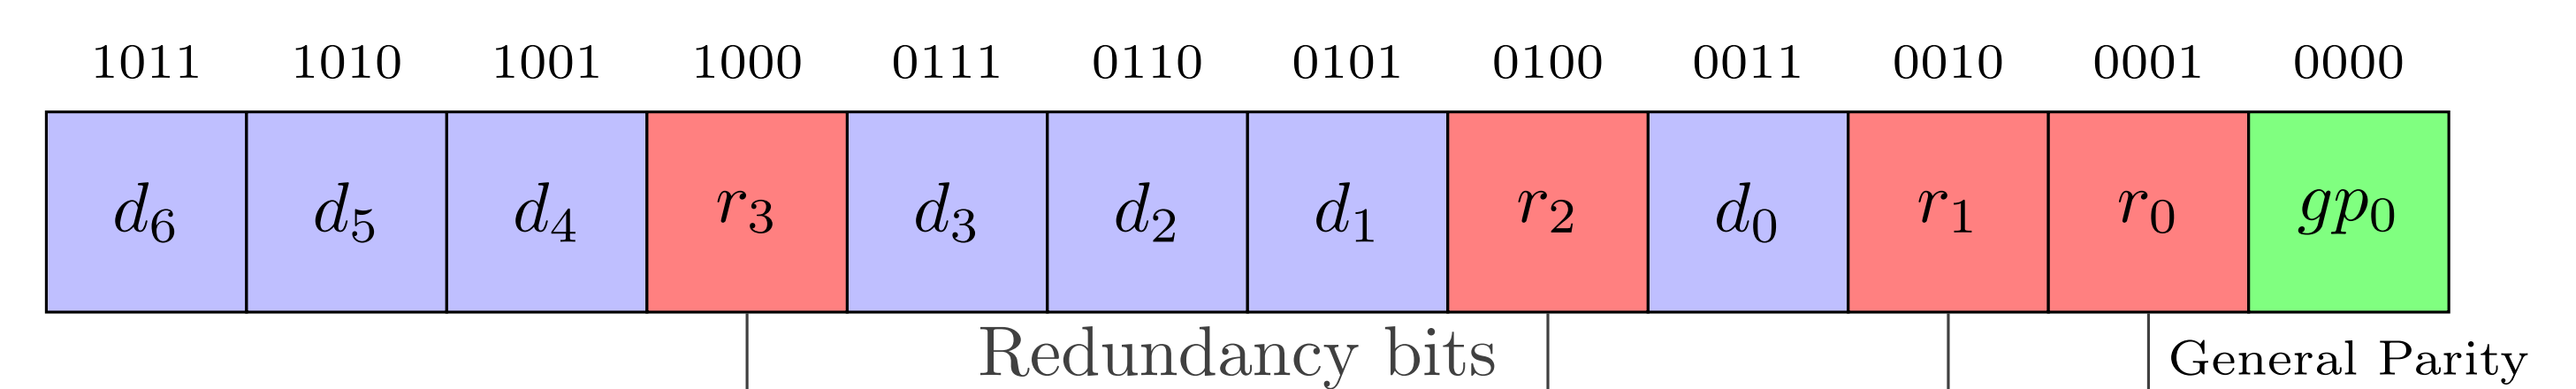 1011 1010 1001 1000 0111 0110 0101 0100 0011 0010 0001 0000
d₆ d₅ d₄ r₃ d₃ d₂ d₁ r₂ d₀ r₁ r₀ gp₀
Redundancy bits General Parity